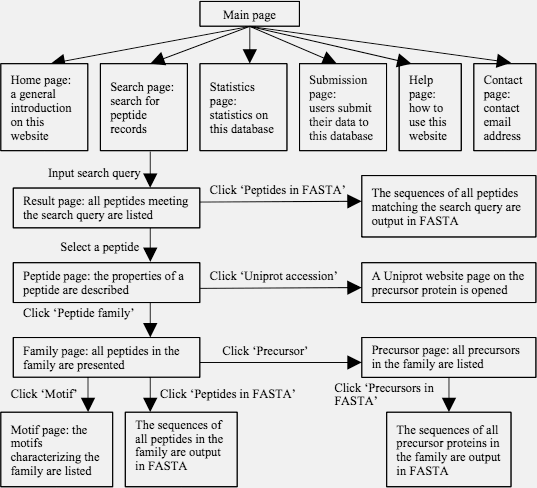 Main page
Home page:
a general
introduction
on this
website
Search page:
search for
peptide
records
Statistics
page:
statistics on
this database
Submission
page:
users submit
their data to
this database
Help
page:
how to
use this
website
Contact
page:
contact
email
address
Input search query
Result page: all peptides meeting
the search query are listed
Click ‘Peptides in FASTA’
The sequences of all peptides
matching the search query are
output in FASTA
Select a peptide
Peptide page: the properties of a
peptide are described
Click ‘Uniprot accession’
A Uniprot website page on the
precursor protein is opened
Click ‘Peptide family’
Family page: all peptides in the
family are presented
Click ‘Precursor’
Precursor page: all precursors
in the family are listed
Click ‘Motif’
Click ‘Peptides in FASTA’
Click ‘Precursors in
FASTA’
Motif page: the
motifs
characterizing the
family are listed
The sequences of
all peptides in the
family are output
in FASTA
The sequences of all
precursor proteins in
the family are output
in FASTA